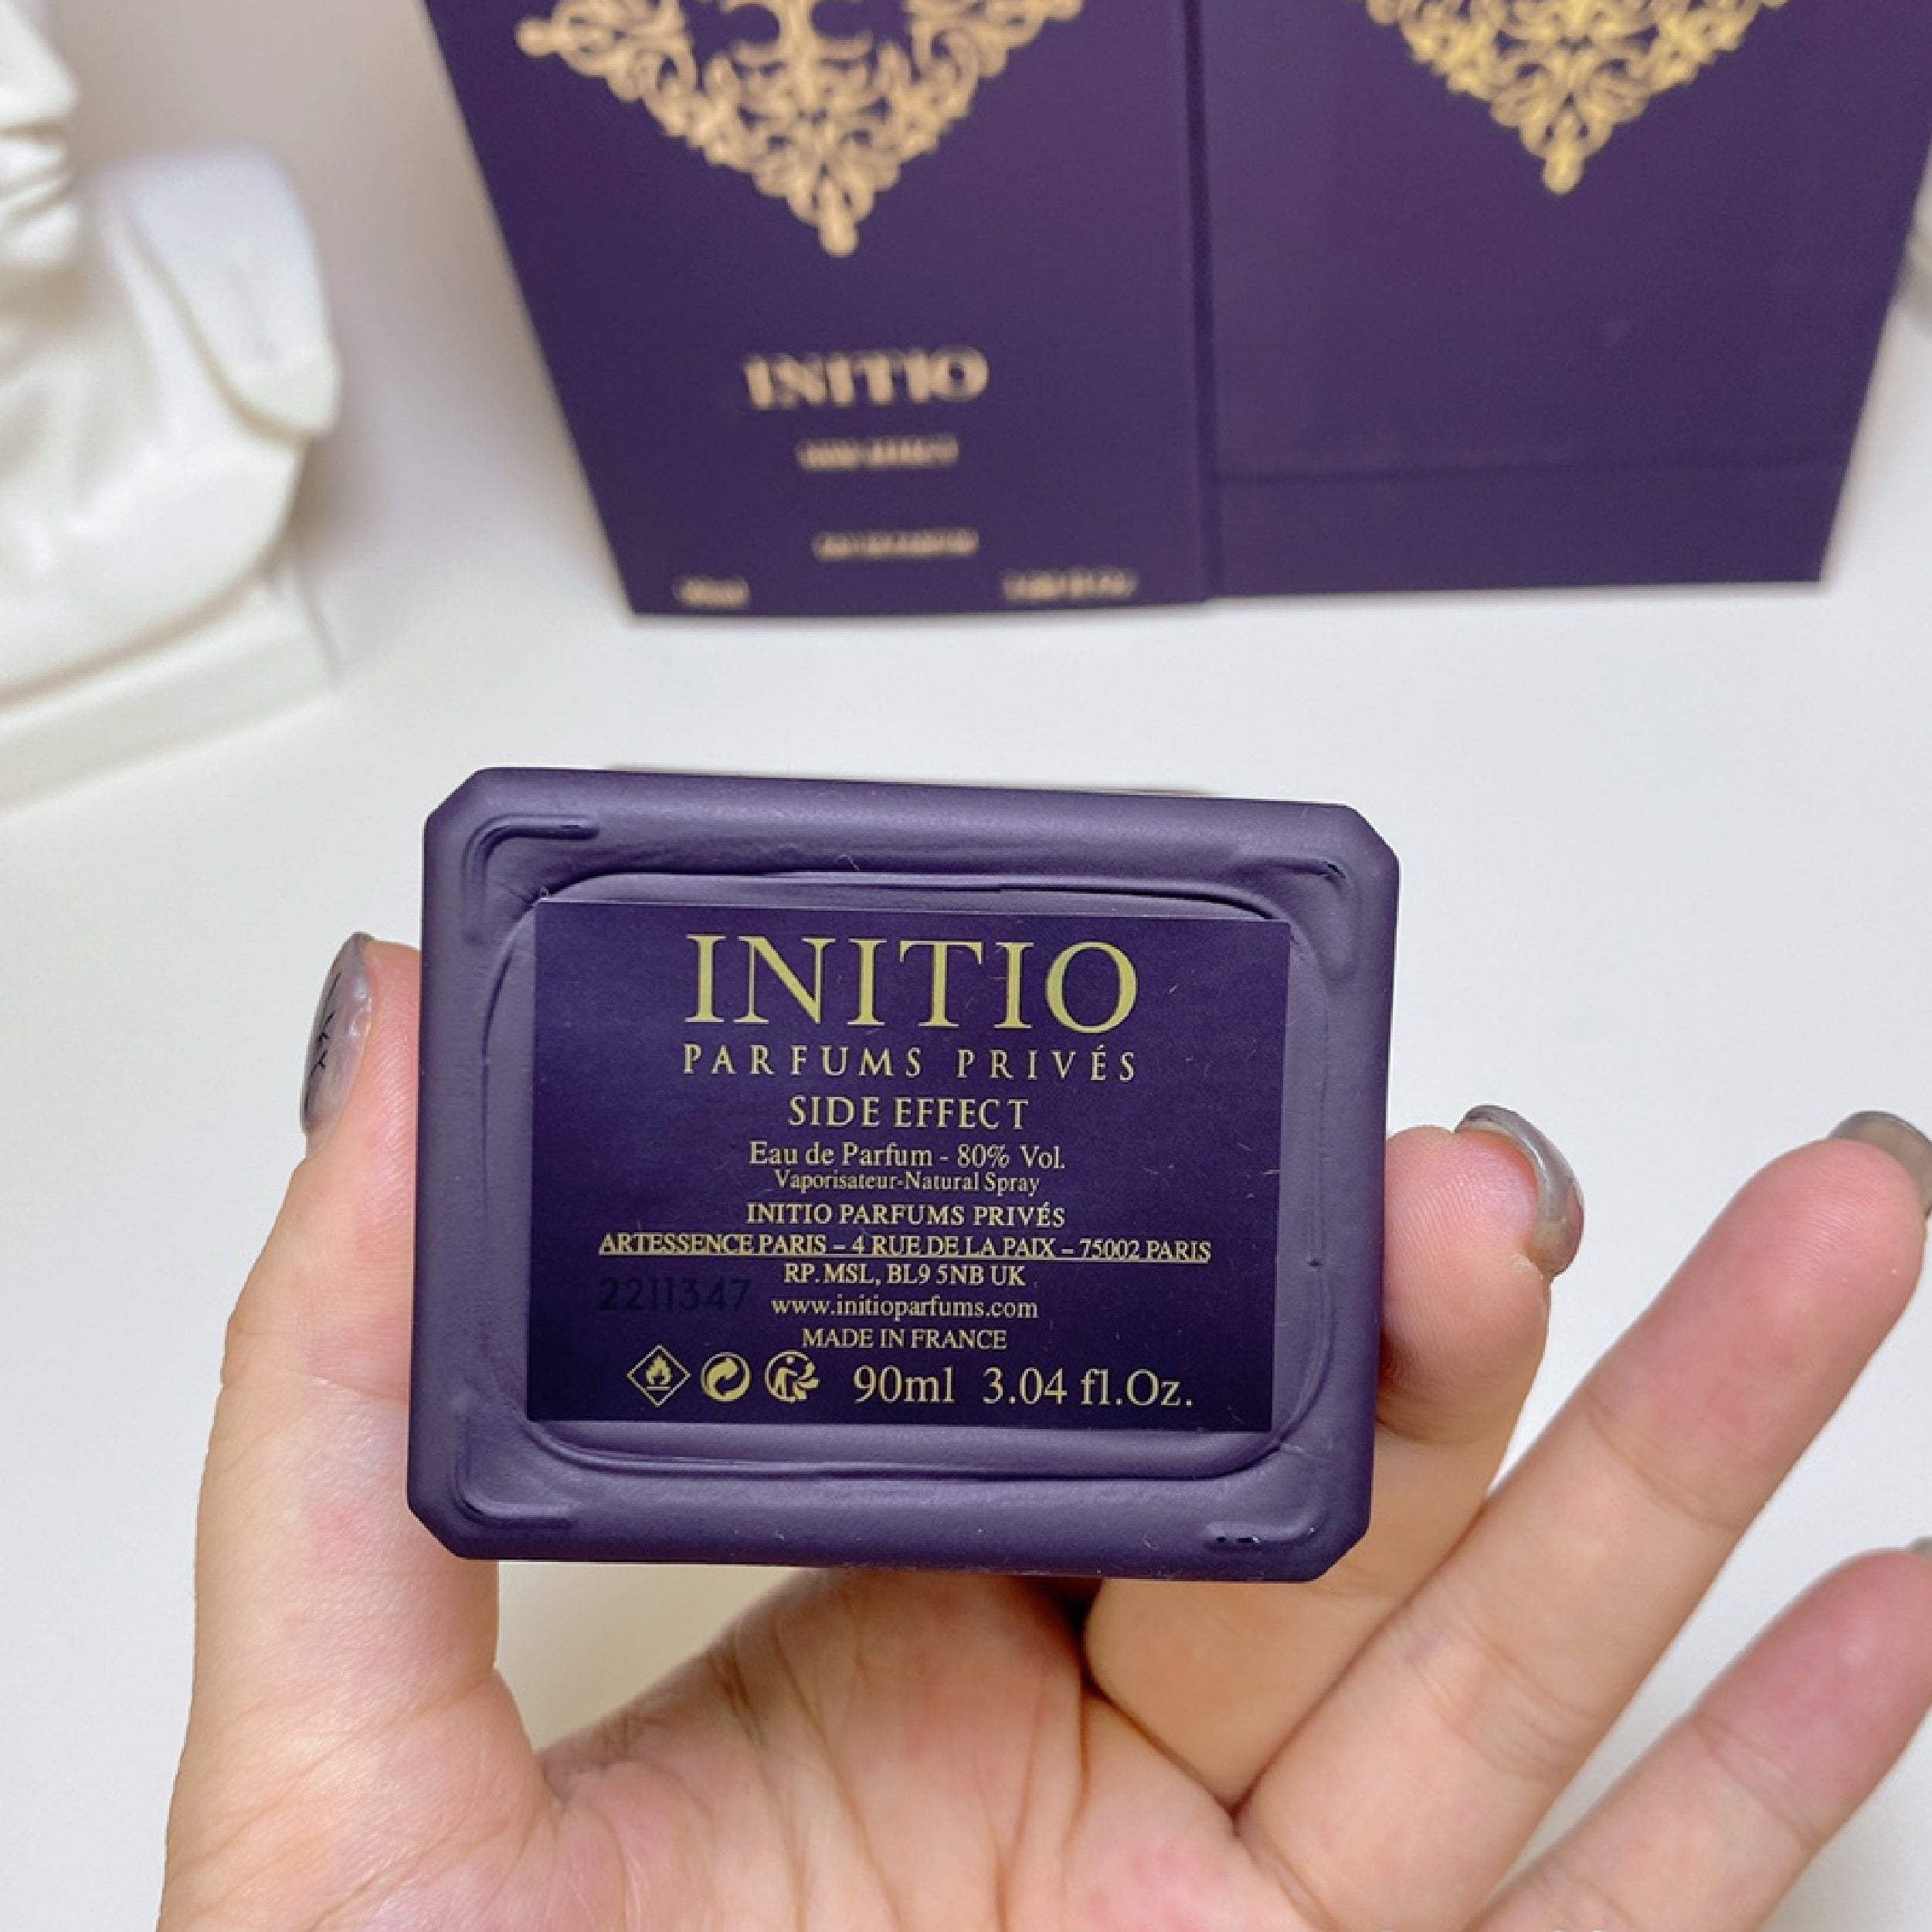 INITIO
INITIO
PARFUMS PRIVÉS
SIDE EFFECT
Eau de Parfum - 80% Vol.
Vaporisateur-Natural Spray
INITIO PARFUMS PRIVÉS
ARTESSENCE PARIS – 4 RUE DE LA PAIX – 75002 PARIS
RP. MSL, BL9 5NB UK
2211347 www.initioparfums.com
MADE IN FRANCE
90ml 3.04 fl.Oz.